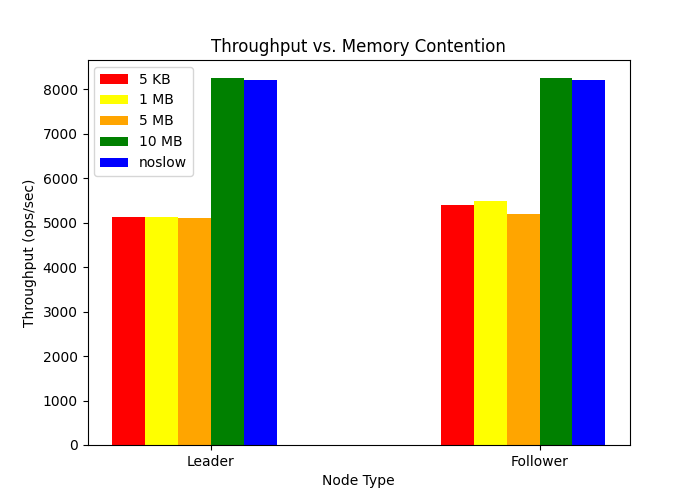 Throughput vs. Memory Contention
5 KB
1 MB
5 MB
10 MB
noslow
Throughput (ops/sec)
8000
7000
6000
5000
4000
3000
2000
1000
0
Leader
Follower
Node Type